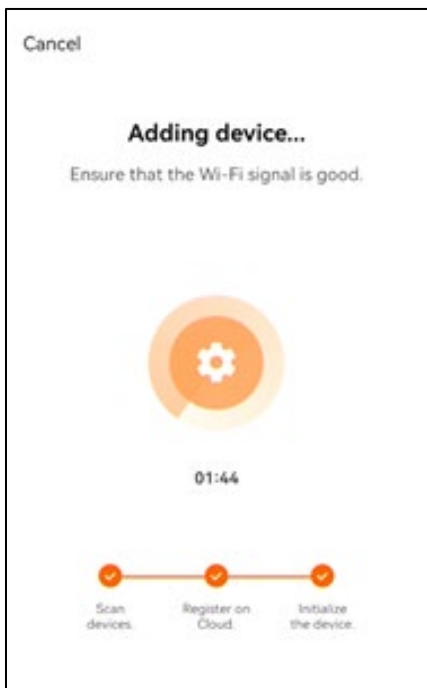 Cancel
Adding device...
Ensure that the Wi-Fi signal is good.
01:44
Scan
devices.
Register on
Cloud.
Initialize
the device.